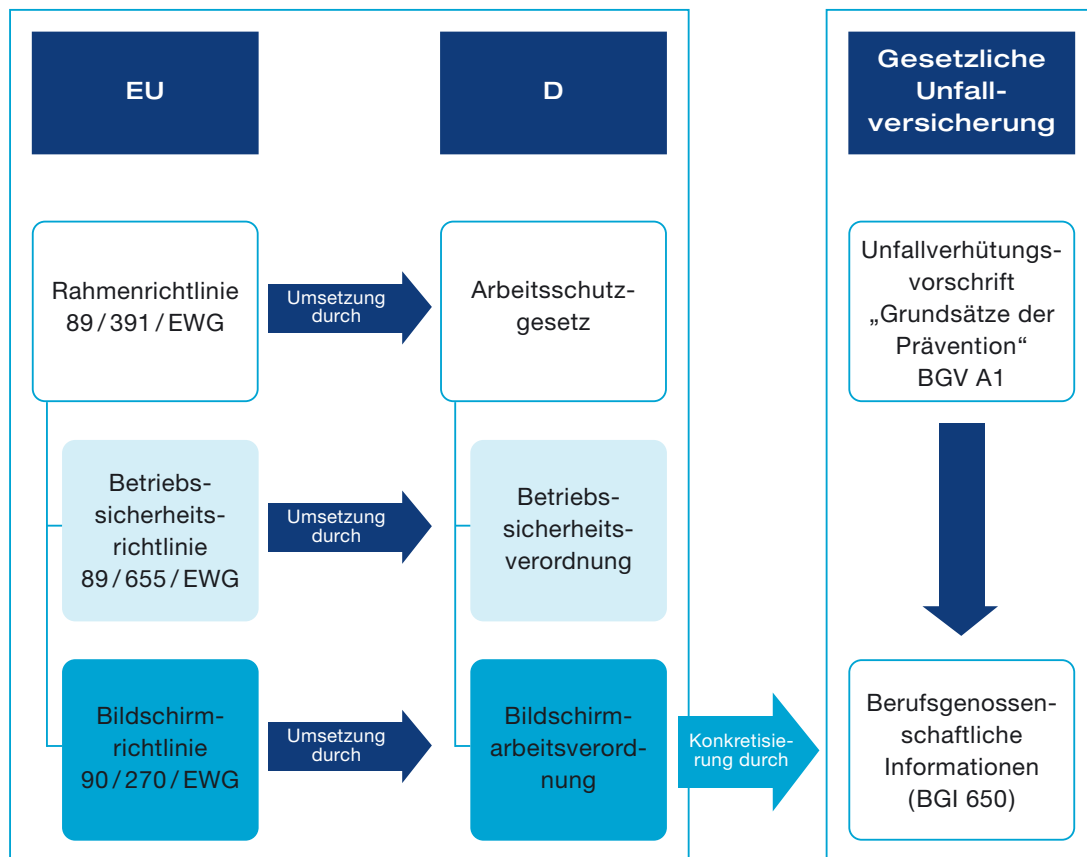 EU
D
Gesetzliche
Unfall-
versicherung
Rahmenrichtlinie
89/391/EWG
Umsetzung
durch
Arbeitsschutz-
gesetz
Unfallverhütungs-
vorschrift
„Grundsätze der
Prävention“
BGV A1
Betriebs-
sicherheits-
richtlinie
89/655/EWG
Umsetzung
durch
Betriebs-
sicherheits-
verordnung
Bildschirm-
richtlinie
90/270/EWG
Umsetzung
durch
Bildschirm-
arbeitsverord-
nung
Konkretisie-
rung durch
Berufsgenossen-
schaftliche
Informationen
(BGI 650)